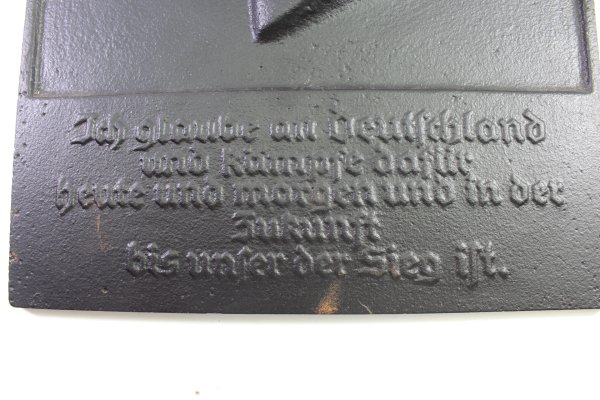 Ich glaube an Deutschland
und kämpfe dafür
heute und morgen und in der
Zukunft
bis unser der Sieg ist.